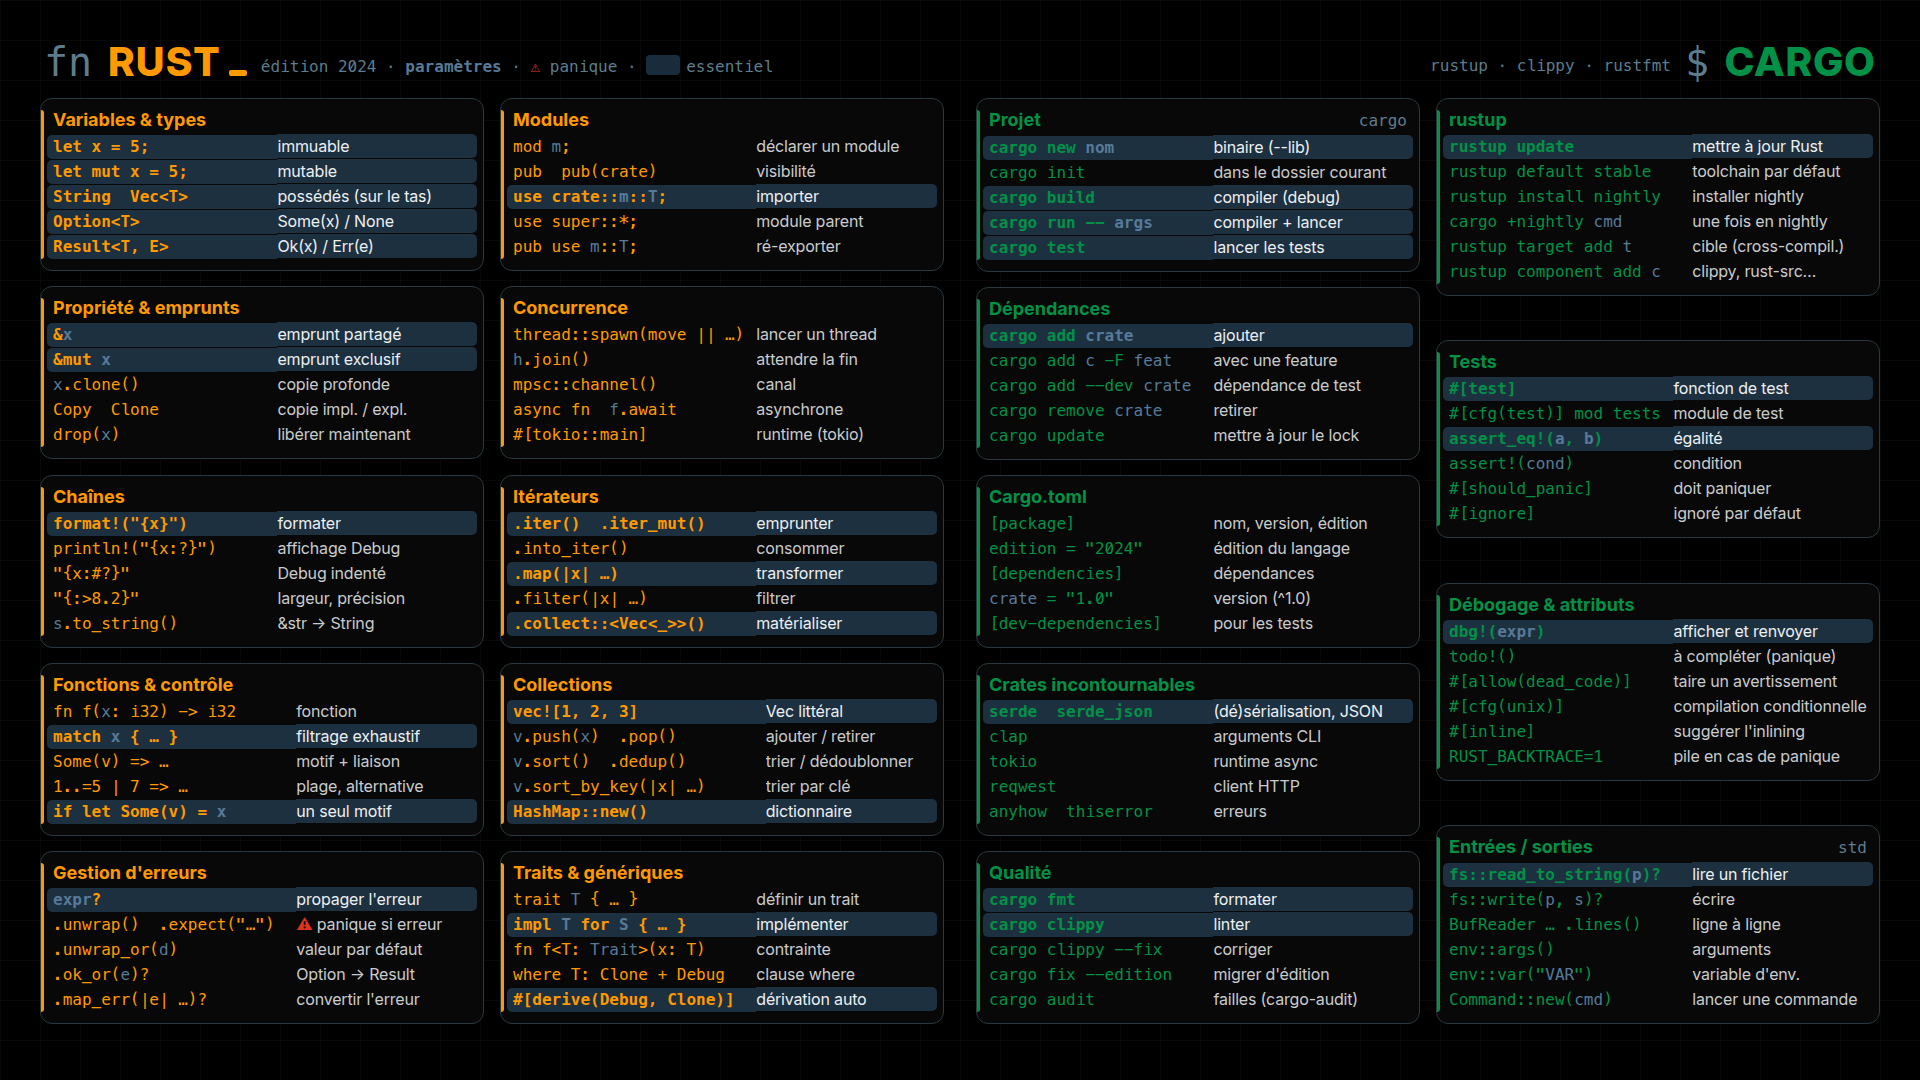 fn RUST_ édition 2024 · paramètres · ⚠ panique · essentiel
rustup · clippy · rustfmt $ CARGO
Variables & types
let x = 5; immuable
let mut x = 5; mutable
String Vec<T> possédés (sur le tas)
Option<T> Some(x) / None
Result<T, E> Ok(x) / Err(e)
Propriété & emprunts
&x emprunt partagé
&mut x emprunt exclusif
x.clone() copie profonde
Copy Clone copie impl. / expl.
drop(x) libérer maintenant
Chaînes
format!("{x}") formater
println!("{x:?}") affichage Debug
"{x:#?}" Debug indenté
"{:>8.2}" largeur, précision
s.to_string() &str → String
Fonctions & contrôle
fn f(x: i32) -> i32 fonction
match x { … } filtrage exhaustif
Some(v) => … motif + liaison
1..=5 | 7 => … plage, alternative
if let Some(v) = x un seul motif
Gestion d'erreurs
expr? propager l'erreur
.unwrap() .expect("…") ⚠ panique si erreur
.unwrap_or(d) valeur par défaut
.ok_or(e)? Option → Result
.map_err(|e| …)? convertir l'erreur
Modules
mod m; déclarer un module
pub pub(crate) visibilité
use crate::m::T; importer
use super::*; module parent
pub use m::T; ré-exporter
Concurrence
thread::spawn(move || …) lancer un thread
h.join() attendre la fin
mpsc::channel() canal
async fn f.await asynchrone
#[tokio::main] runtime (tokio)
Itérateurs
.iter() .iter_mut() emprunter
.into_iter() consommer
.map(|x| …) transformer
.filter(|x| …) filtrer
.collect::<Vec<_>>() matérialiser
Collections
vec![1, 2, 3] Vec littéral
v.push(x) .pop() ajouter / retirer
v.sort() .dedup() trier / dédoublonner
v.sort_by_key(|x| …) trier par clé
HashMap::new() dictionnaire
Traits & génériques
trait T { … } définir un trait
impl T for S { … } implémenter
fn f<T: Trait>(x: T) contrainte
where T: Clone + Debug clause where
#[derive(Debug, Clone)] dérivation auto
Projet cargo
cargo new nom binaire (--lib)
cargo init dans le dossier courant
cargo build compiler (debug)
cargo run -- args compiler + lancer
cargo test lancer les tests
Dépendances
cargo add crate ajouter
cargo add c -F feat avec une feature
cargo add --dev crate dépendance de test
cargo remove crate retirer
cargo update mettre à jour le lock
Cargo.toml
[package] nom, version, édition
edition = "2024" édition du langage
[dependencies] dépendances
crate = "1.0" version (^1.0)
[dev-dependencies] pour les tests
Crates incontournables
serde serde_json (dé)sérialisation, JSON
clap arguments CLI
tokio runtime async
reqwest client HTTP
anyhow thiserror erreurs
Qualité
cargo fmt formater
cargo clippy linter
cargo clippy --fix corriger
cargo fix --edition migrer d'édition
cargo audit failles (cargo-audit)
rustup
rustup update mettre à jour Rust
rustup default stable toolchain par défaut
rustup install nightly installer nightly
cargo +nightly cmd une fois en nightly
rustup target add t cible (cross-compil.)
rustup component add c clippy, rust-src…
Tests
#[test] fonction de test
#[cfg(test)] mod tests module de test
assert_eq!(a, b) égalité
assert!(cond) condition
#[should_panic] doit paniquer
#[ignore] ignoré par défaut
Débogage & attributs
dbg!(expr) afficher et renvoyer
todo!() à compléter (panique)
#[allow(dead_code)] taire un avertissement
#[cfg(unix)] compilation conditionnelle
#[inline] suggérer l'inlining
RUST_BACKTRACE=1 pile en cas de panique
Entrées / sorties std
fs::read_to_string(p)? lire un fichier
fs::write(p, s)? écrire
BufReader … .lines() ligne à ligne
env::args() arguments
env::var("VAR") variable d'env.
Command::new(cmd) lancer une commande